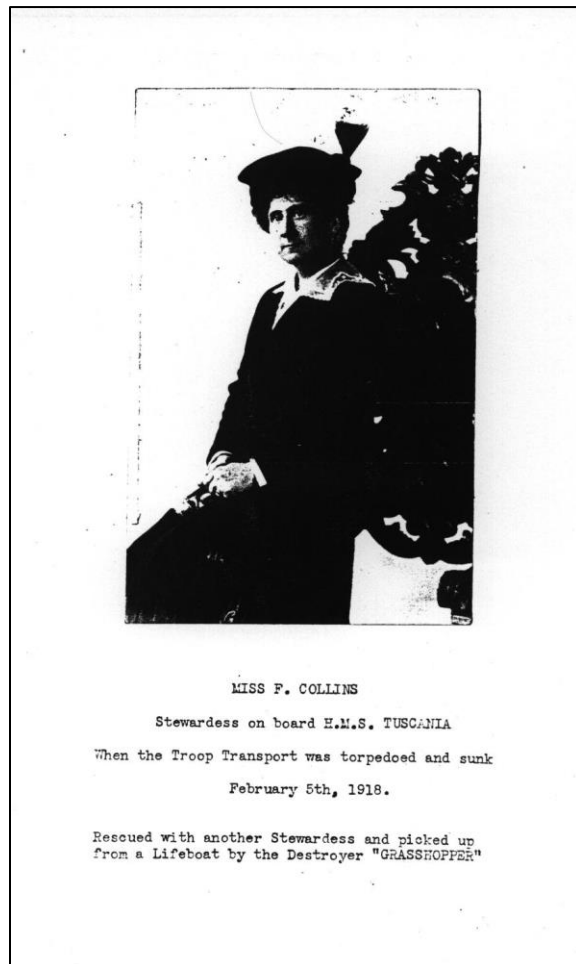 MISS F. COLLINS
Stewardess on board H.M.S. TUSCANIA
When the Troop Transport was torpedoed and sunk
February 5th, 1918.
Rescued with another Stewardess and picked up
from a Lifeboat by the Destroyer "GRASSHOPPER"